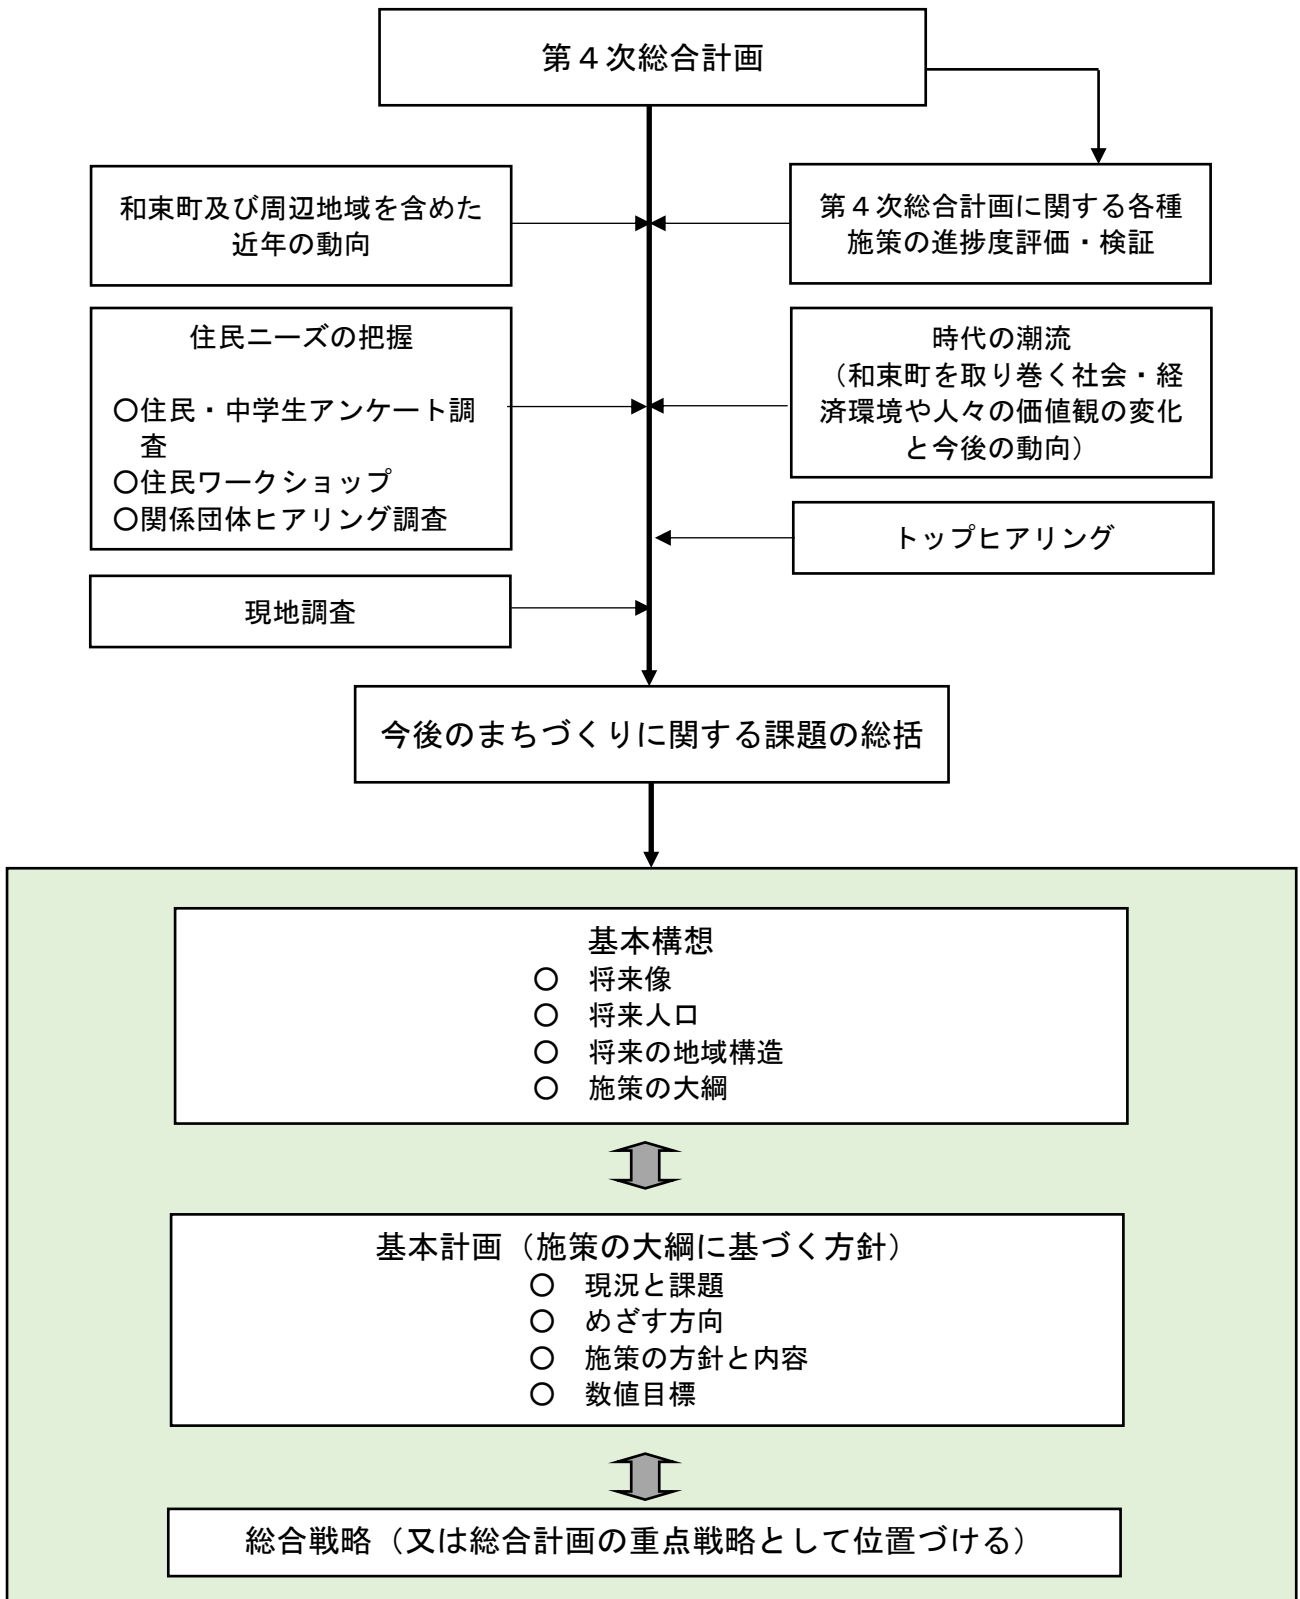 第４次総合計画
和束町及び周辺地域を含めた
近年の動向
第４次総合計画に関する各種
施策の進捗度評価・検証
住民ニーズの把握
〇住民・中学生アンケート調
査
〇住民ワークショップ
〇関係団体ヒアリング調査
時代の潮流
（和束町を取り巻く社会・経
済環境や人々の価値観の変化
と今後の動向）
トップヒアリング
現地調査
今後のまちづくりに関する課題の総括
基本構想
〇　将来像
〇　将来人口
〇　将来の地域構造
〇　施策の大綱
基本計画（施策の大綱に基づく方針）
〇　現況と課題
〇　めざす方向
〇　施策の方針と内容
〇　数値目標
総合戦略（又は総合計画の重点戦略として位置づける）